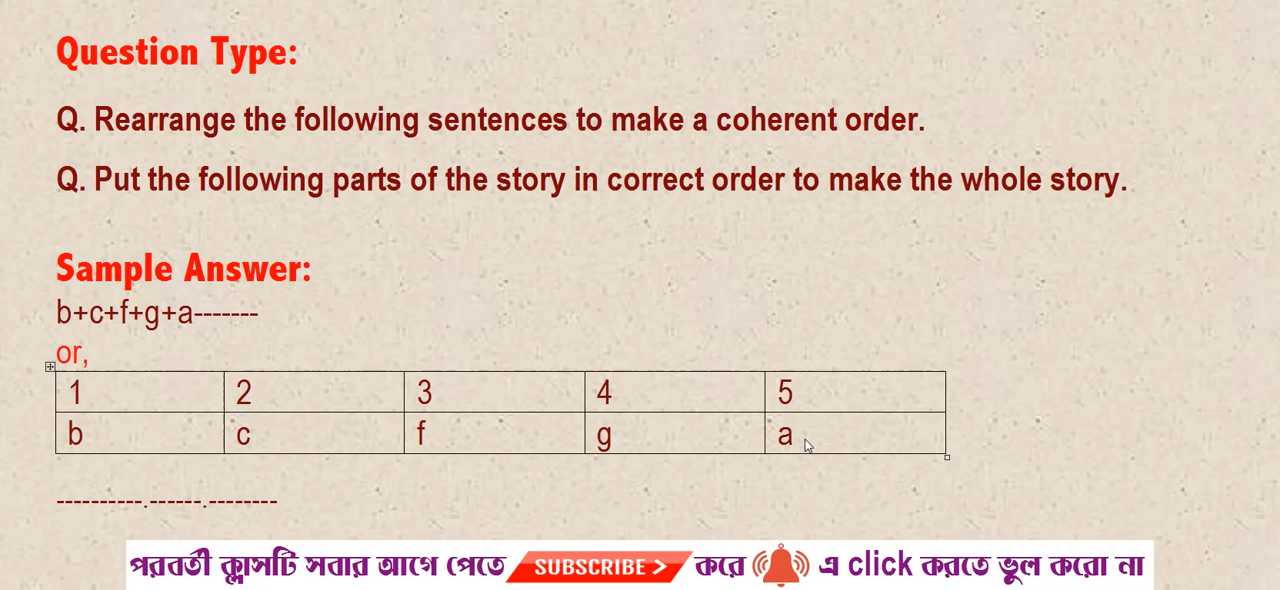 Question Type:
Q. Rearrange the following sentences to make a coherent order.
Q. Put the following parts of the story in correct order to make the whole story.
Sample Answer:
b+c+f+g+a-------
or,
1 2 3 4 5
b c f g a
----------.------.--------
পরবর্তী ক্লাসটি সবার আগে পেতে SUBSCRIBE > করে এ click করতে ভুল করো না